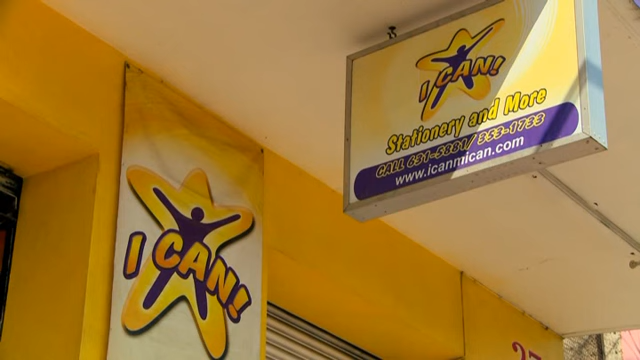 I CAN!
Stationery and More
CALL 631-5881/ 353-1733
www.icanmican.com
I CAN!